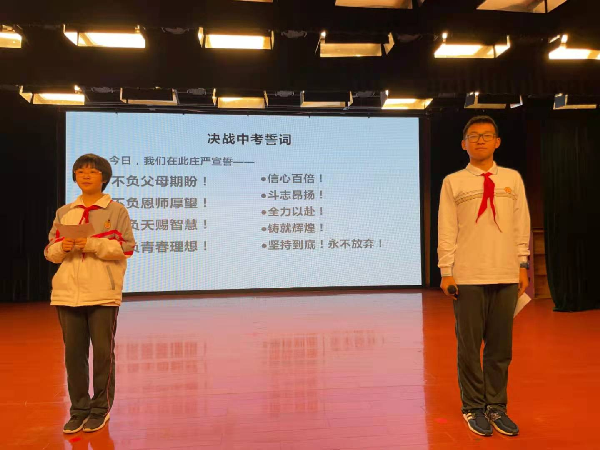 决战中考誓词
今日，我们在此庄严宣誓——
不负父母期盼！
不负恩师厚望！
负天赐智慧！
负青春理想！
•信心百倍！
•斗志昂扬！
•全力以赴！
•铸就辉煌！
•坚持到底！永不放弃！